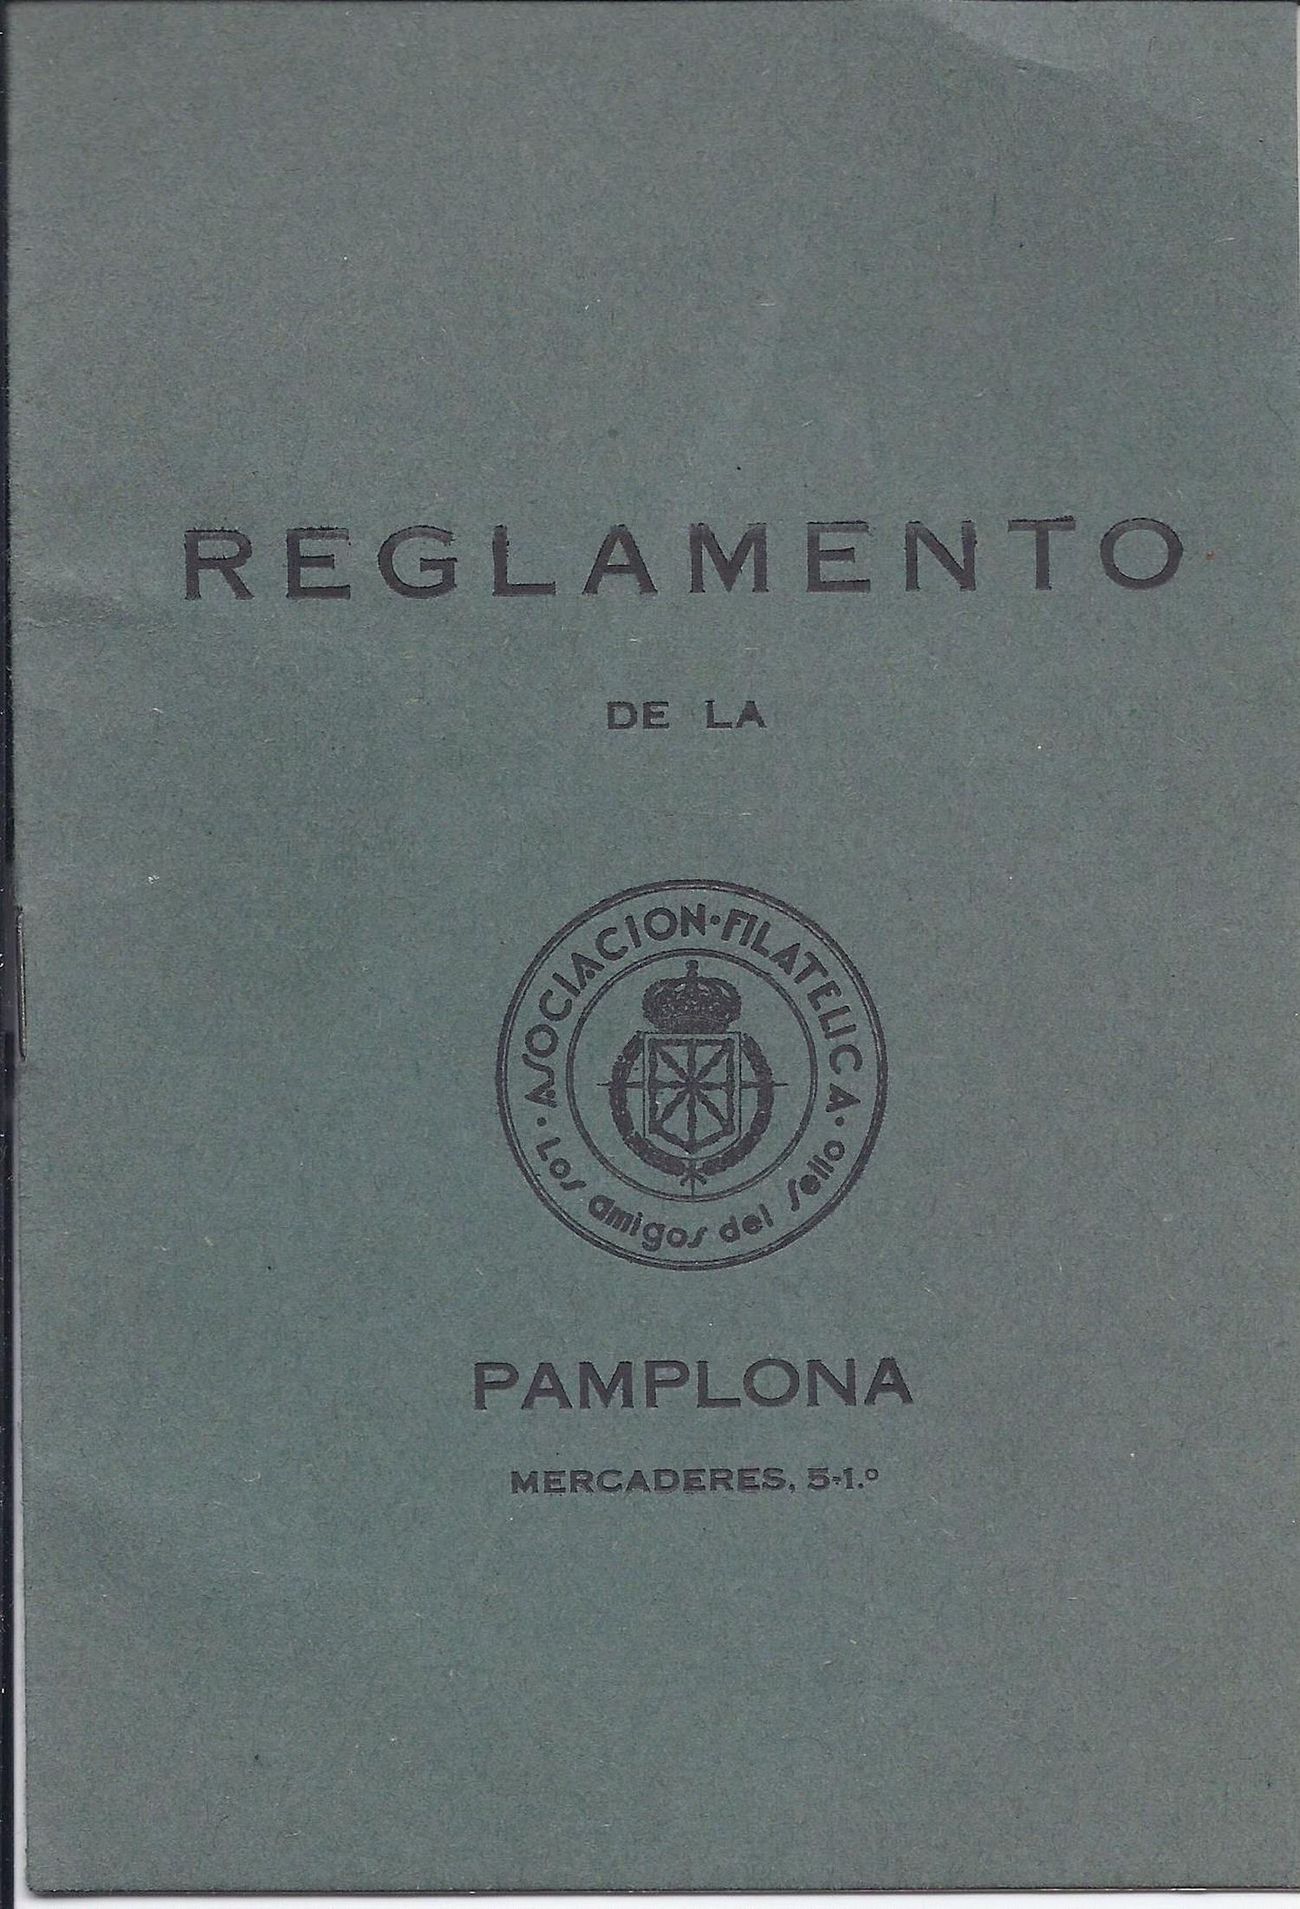 REGLAMENTO
DE LA
ASOCIACION·FILATELICA·
Los amigos del sello·
PAMPLONA
MERCADERES, 5-1.º